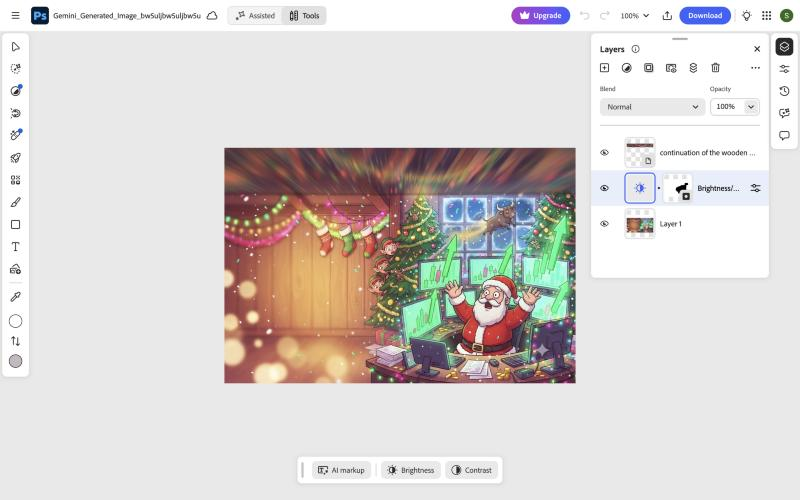 Ps
Gemini_Generated_Image_bw5uljbw5uljbw5u
Assisted
Tools
Upgrade
100%
Download
S
Layers
Blend
Opacity
Normal
100%
continuation of the wooden ...
Brightness/...
Layer 1
T
AI markup
Brightness
Contrast